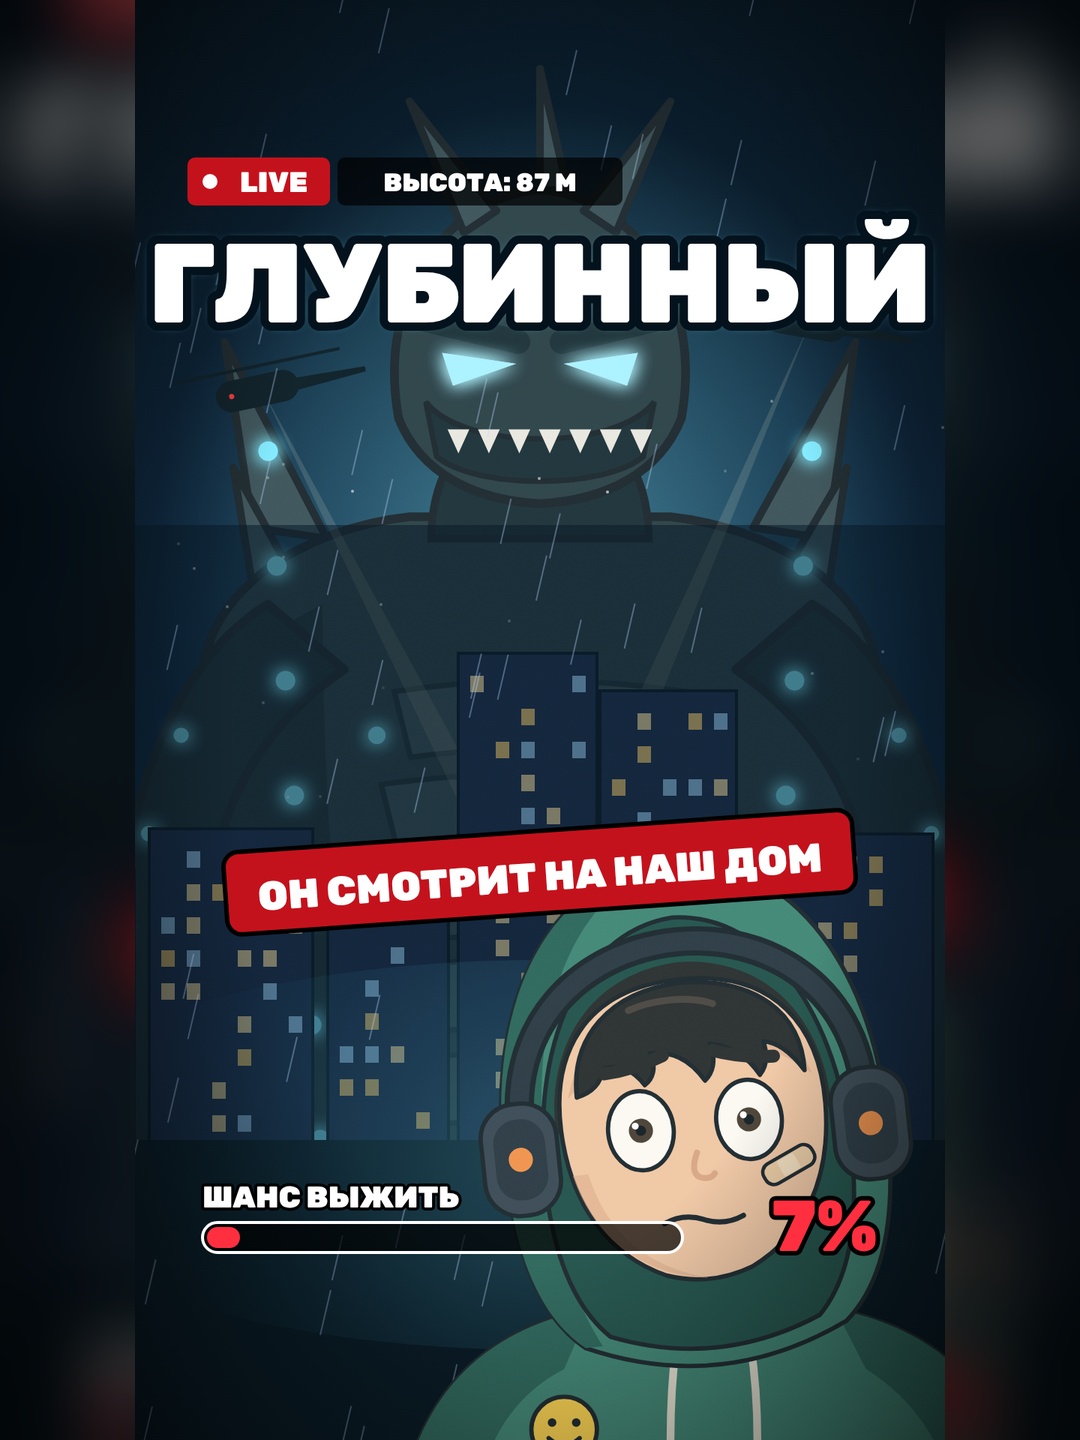 LIVE
ВЫСОТА: 87 М
ГЛУБИННЫЙ
ОН СМОТРИТ НА НАШ ДОМ
ШАНС ВЫЖИТЬ
7%